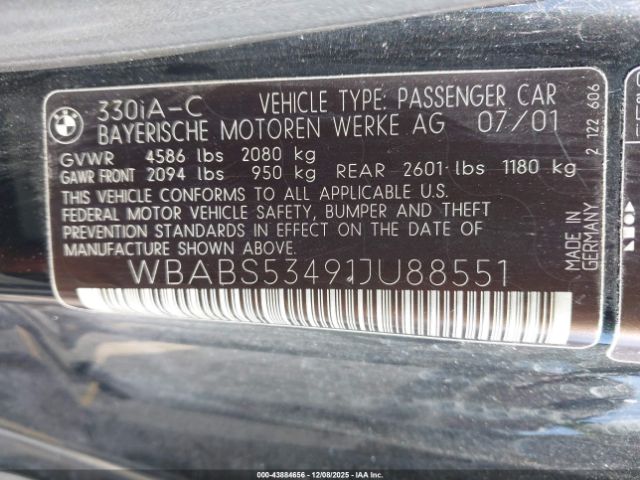 330iA-C VEHICLE TYPE: PASSENGER CAR
BAYERISCHE MOTOREN WERKE AG 07/01
GVWR 4586 lbs 2080 kg
GAWR FRONT 2094 lbs 950 kg REAR 2601 lbs 1180 kg
THIS VEHICLE CONFORMS TO ALL APPLICABLE U.S.
FEDERAL MOTOR VEHICLE SAFETY, BUMPER AND THEFT
PREVENTION STANDARDS IN EFFECT ON THE DATE OF
MANUFACTURE SHOWN ABOVE.
WBABS53491JU88551
2 122 606
Made in Germany
000-43884656 - 12/08/2025 - IAA Inc.